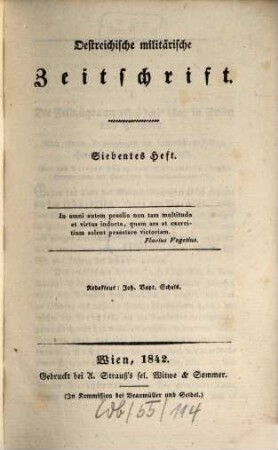 Oestreichische militärische
Zeitschrift.
Siebentes Heft.
In omni autem proelio non tam multitudo
et virtus indocta, quam ars et exerci-
tium solent praestare victoriam.
Flavius Vegetius.
Redakteur: Joh. Bapt. Schels.
Wien, 1842.
Gedruckt bei A. Strauß's sel. Witwe & Sommer.
(In Kommission bei Braumüller und Seidel.)